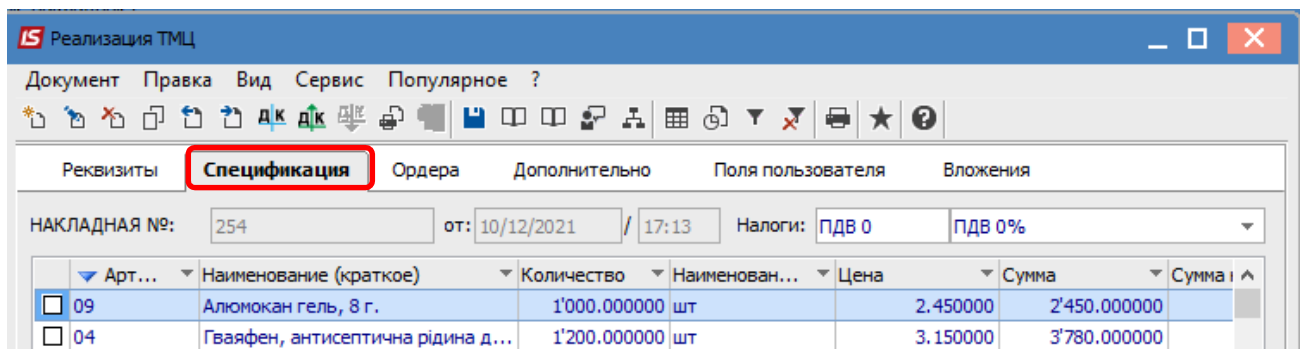 IS Реализация ТМЦ
Документ Правка Вид Сервис Популярное ?
Реквизиты Спецификация Ордера Дополнительно Поля пользователя Вложения
НАКЛАДНАЯ №: 254 от: 10/12/2021 / 17:13 Налоги: ПДВ 0 ПДВ 0%
Арт... Наименование (краткое) Количество Наименован... Цена Сумма Сумма
09 Алюмокан гель, 8 г. 1'000.000000 шт 2.450000 2'450.000000
04 Гваяфен, антисептична рідина д... 1'200.000000 шт 3.150000 3'780.000000